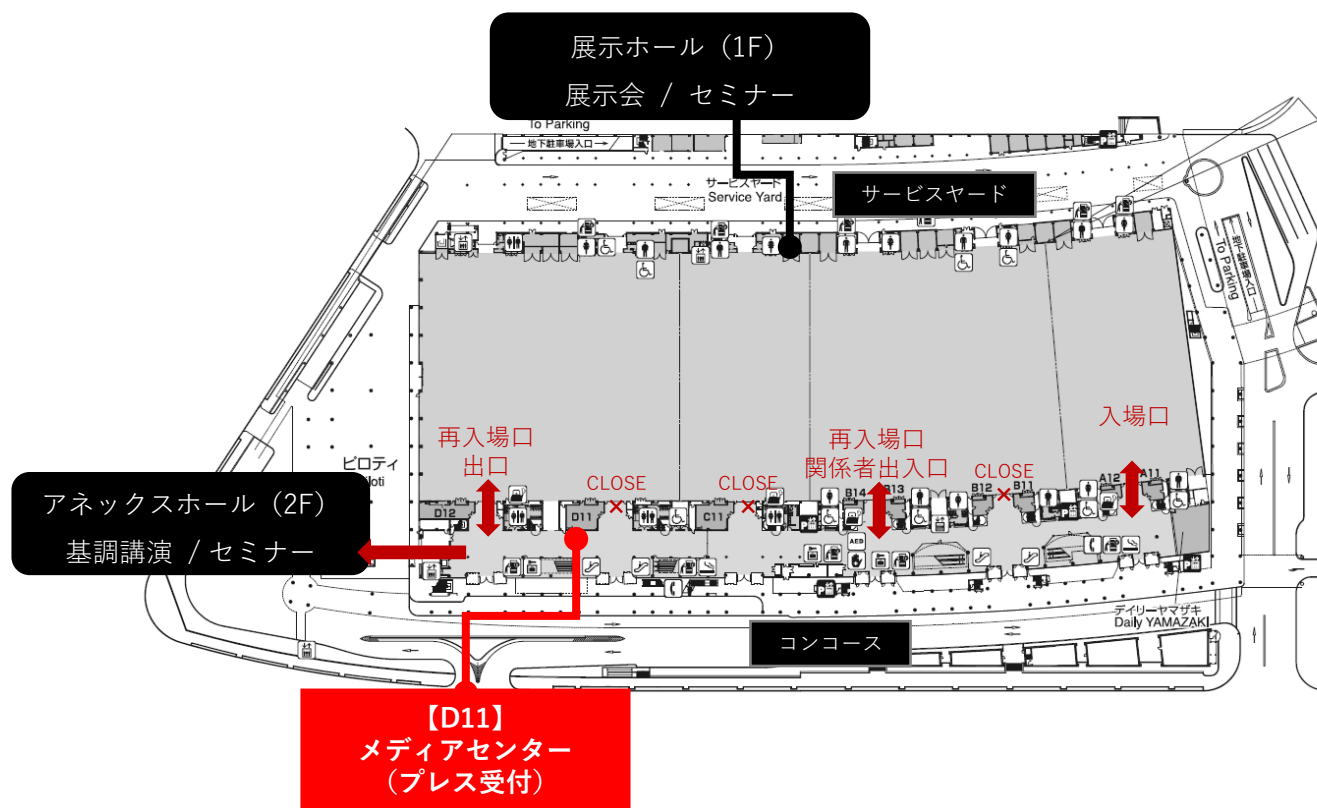 展示ホール（1F）
展示会 / セミナー
To Parking
地下駐車場入口
サービスヤード
Service Yard
サービスヤード
地下駐車場入口
To Parking
再入場口
出口
再入場口
関係者出入口
入場口
CLOSE
CLOSE
CLOSE
ピロティ
loti
アネックスホール（2F）
基調講演 / セミナー
D12
D11
C11
B14
B13
B12
B11
A12
A11
AED
デイリーヤマザキ
Daily YAMAZAKI
コンコース
【D11】
メディアセンター
（プレス受付）